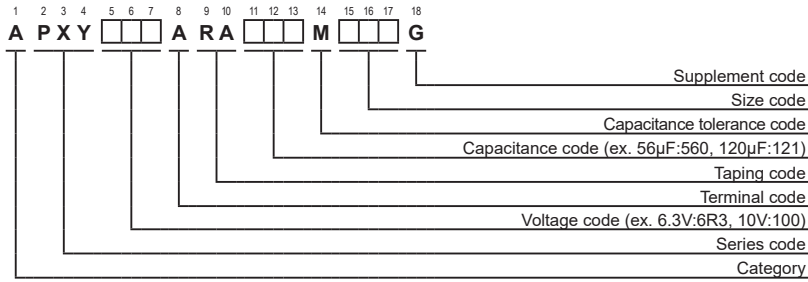 1 2 3 4 5 6 7 8 9 10 11 12 13 14 15 16 17 18
A P X Y □□□ A R A □□□ M □□□ G
Supplement code
Size code
Capacitance tolerance code
Capacitance code (ex. 56µF:560, 120µF:121)
Taping code
Terminal code
Voltage code (ex. 6.3V:6R3, 10V:100)
Series code
Category